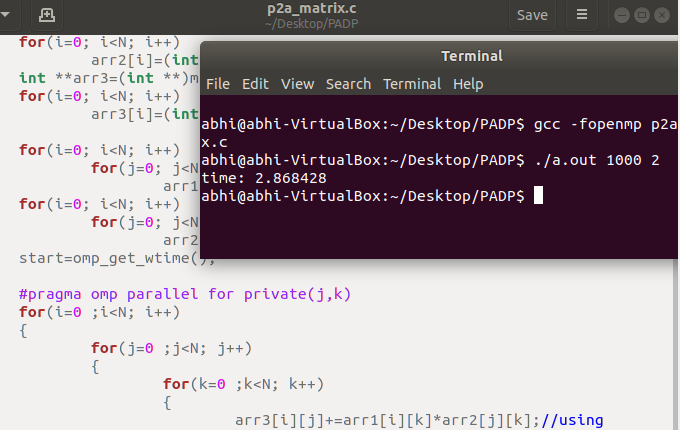 p2a_matrix.c
~/Desktop/PADP
Save
for(i=0; i<N; i++)
arr2[i]=(int
int **arr3=(int **)m
for(i=0; i<N; i++)
arr3[i]=(int
for(i=0; i<N; i++)
for(j=0; j<N
arr1
for(i=0; i<N; i++)
for(j=0; j<N
arr2
start=omp_get_wtime();
#pragma omp parallel for private(j,k)
for(i=0 ;i<N; i++)
{
for(j=0 ;j<N; j++)
{
for(k=0 ;k<N; k++)
{
arr3[i][j]+=arr1[i][k]*arr2[j][k];//using
Terminal
File Edit View Search Terminal Help
abhi@abhi-VirtualBox:~/Desktop/PADP$ gcc -fopenmp p2a
x.c
abhi@abhi-VirtualBox:~/Desktop/PADP$ ./a.out 1000 2
time: 2.868428
abhi@abhi-VirtualBox:~/Desktop/PADP$